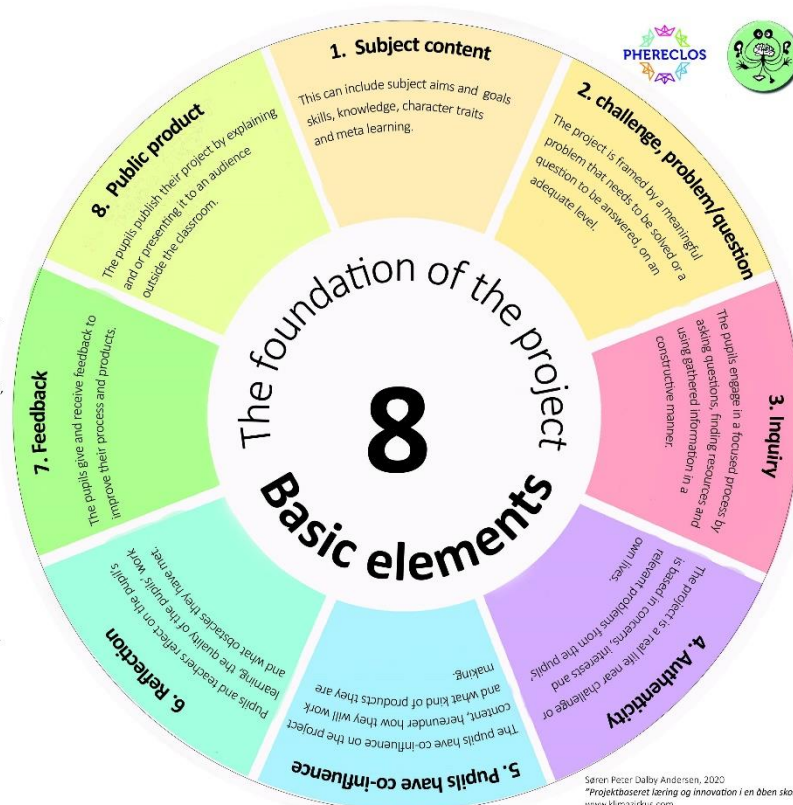 PHERECLOS
1. Subject content
This can include subject aims and goals
skills, knowledge, character traits
and meta learning.
2. challenge, problem/question
The project is framed by a meaningful
problem that needs to be solved or a
question to be answered, on an
adequate level.
3. Inquiry
The pupils engage in a focused process by
asking questions, finding resources and
using gathered information in a
constructive manner.
4. Authenticity
The project is a real life near challenge or
is based in concerns, interests and
relevant problems from the pupils'
own lives.
5. Pupils have co-influence
The pupils have co-influence on the project
content, hereunder how they will work
and what kind of products they are
making.
6. Reflection
Pupils and teachers reflect on the pupil's
learning, the quality of the pupils' work
and what obstacles they have met.
7. Feedback
The pupils give and receive feedback to
improve their process and products.
8. Public product
The pupils publish their project by explaining
and or presenting it to an audience
outside the classroom.
The foundation of the project
8
Basic elements
Søren Peter Dalby Andersen, 2020
"Projektbaseret læring og innovation i en åben sko
www.klimazirkus.com